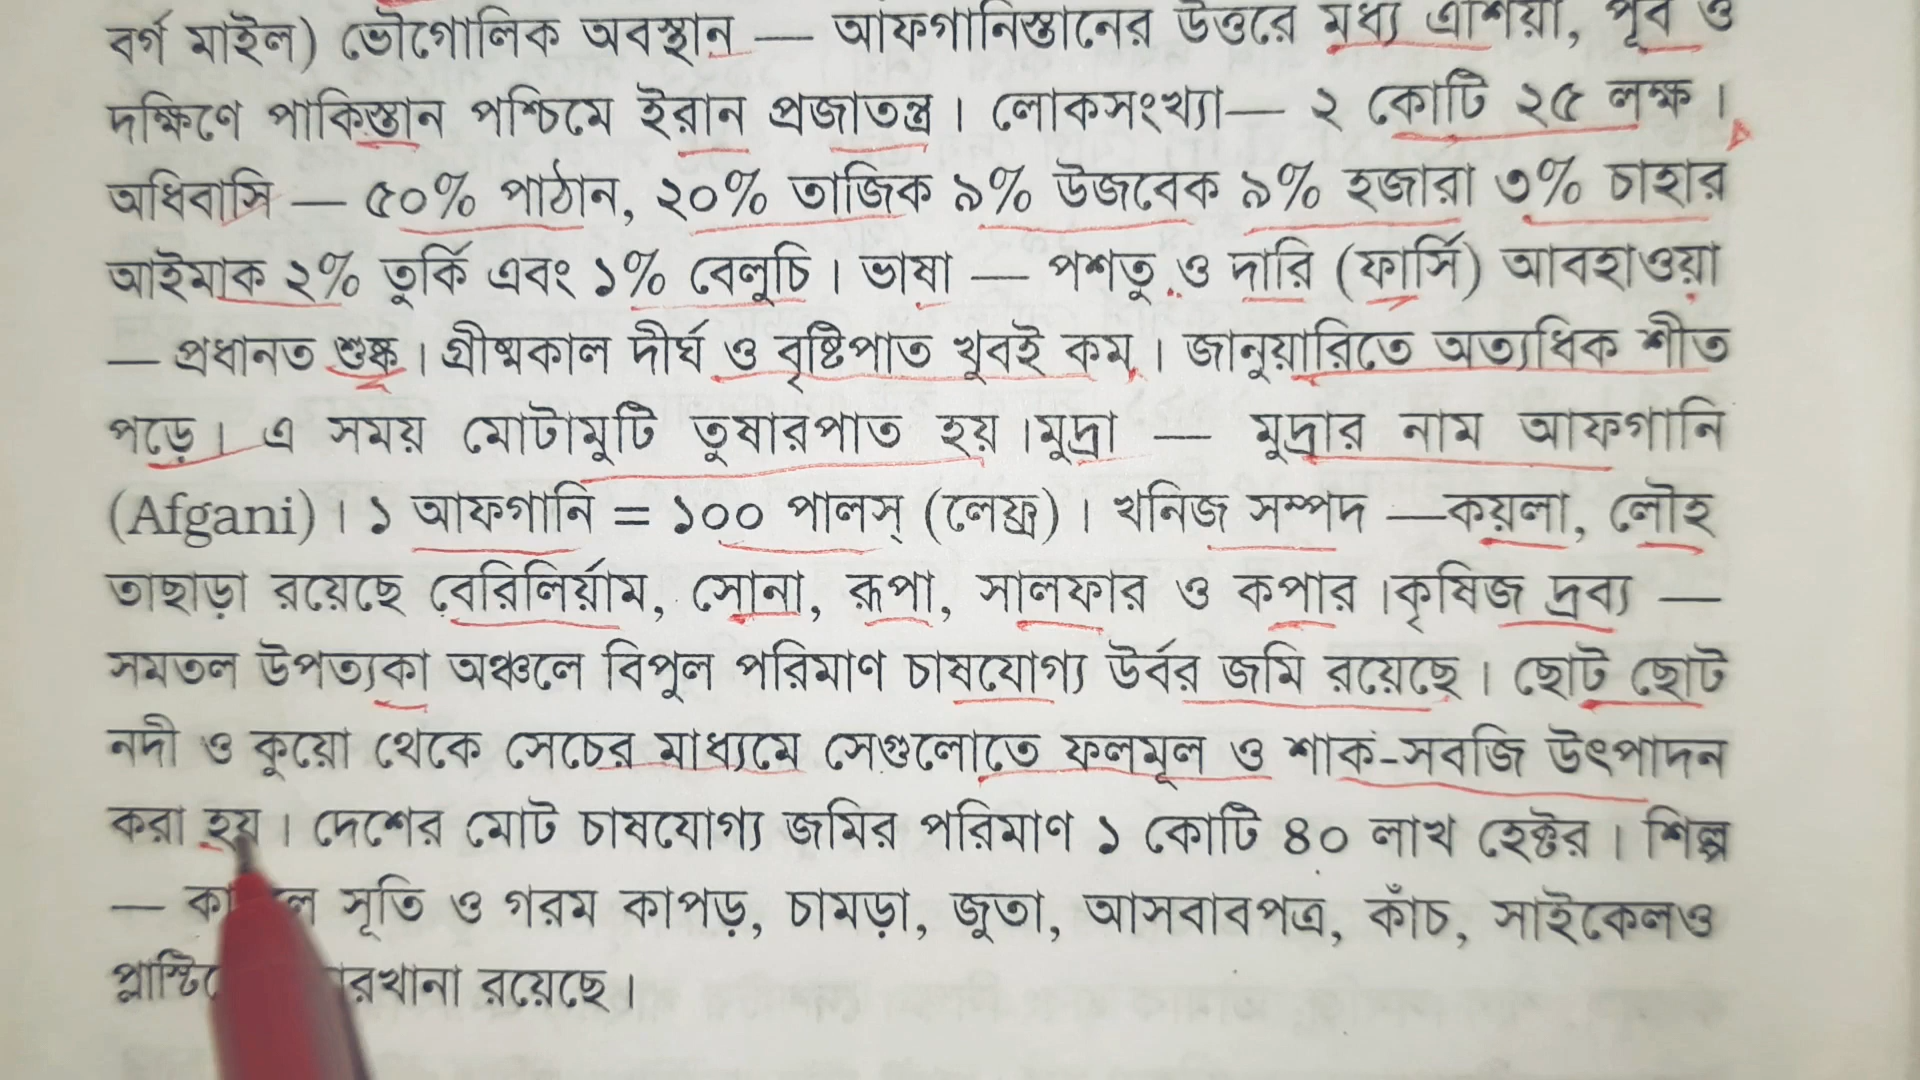 বর্গ মাইল) ভৌগোলিক অবস্থান — আফগানিস্তানের উত্তরে মধ্য এশিয়া, পূর্ব ও
দক্ষিণে পাকিস্তান পশ্চিমে ইরান প্রজাতন্ত্র। লোকসংখ্যা— ২ কোটি ২৫ লক্ষ।
অধিবাসি — ৫০% পাঠান, ২০% তাজিক ৯% উজবেক ৯% হজারা ৩% চাহার
আইমাক ২% তুর্কি এবং ১% বেলুচি। ভাষা — পশতু ও দারি (ফার্সি) আবহাওয়া
— প্রধানত শুষ্ক। গ্রীষ্মকাল দীর্ঘ ও বৃষ্টিপাত খুবই কম। জানুয়ারিতে অত্যধিক শীত
পড়ে। এ সময় মোটামুটি তুষারপাত হয়।মুদ্রা — মুদ্রার নাম আফগানি
(Afgani)। ১ আফগানি = ১০০ পালস্ (লেফ্র)। খনিজ সম্পদ —কয়লা, লৌহ
তাছাড়া রয়েছে বেরিলির্য়াম, সোনা, রূপা, সালফার ও কপার।কৃষিজ দ্রব্য —
সমতল উপত্যকা অঞ্চলে বিপুল পরিমাণ চাষযোগ্য উর্বর জমি রয়েছে। ছোট ছোট
নদী ও কুয়ো থেকে সেচের মাধ্যমে সেগুলোতে ফলমূল ও শাক-সবজি উৎপাদন
করা হয়। দেশের মোট চাষযোগ্য জমির পরিমাণ ১ কোটি ৪০ লাখ হেক্টর। শিল্প
— সূতি ও গরম কাপড়, চামড়া, জুতা, আসবাবপত্র, কাঁচ, সাইকেলও
রয়েছে।